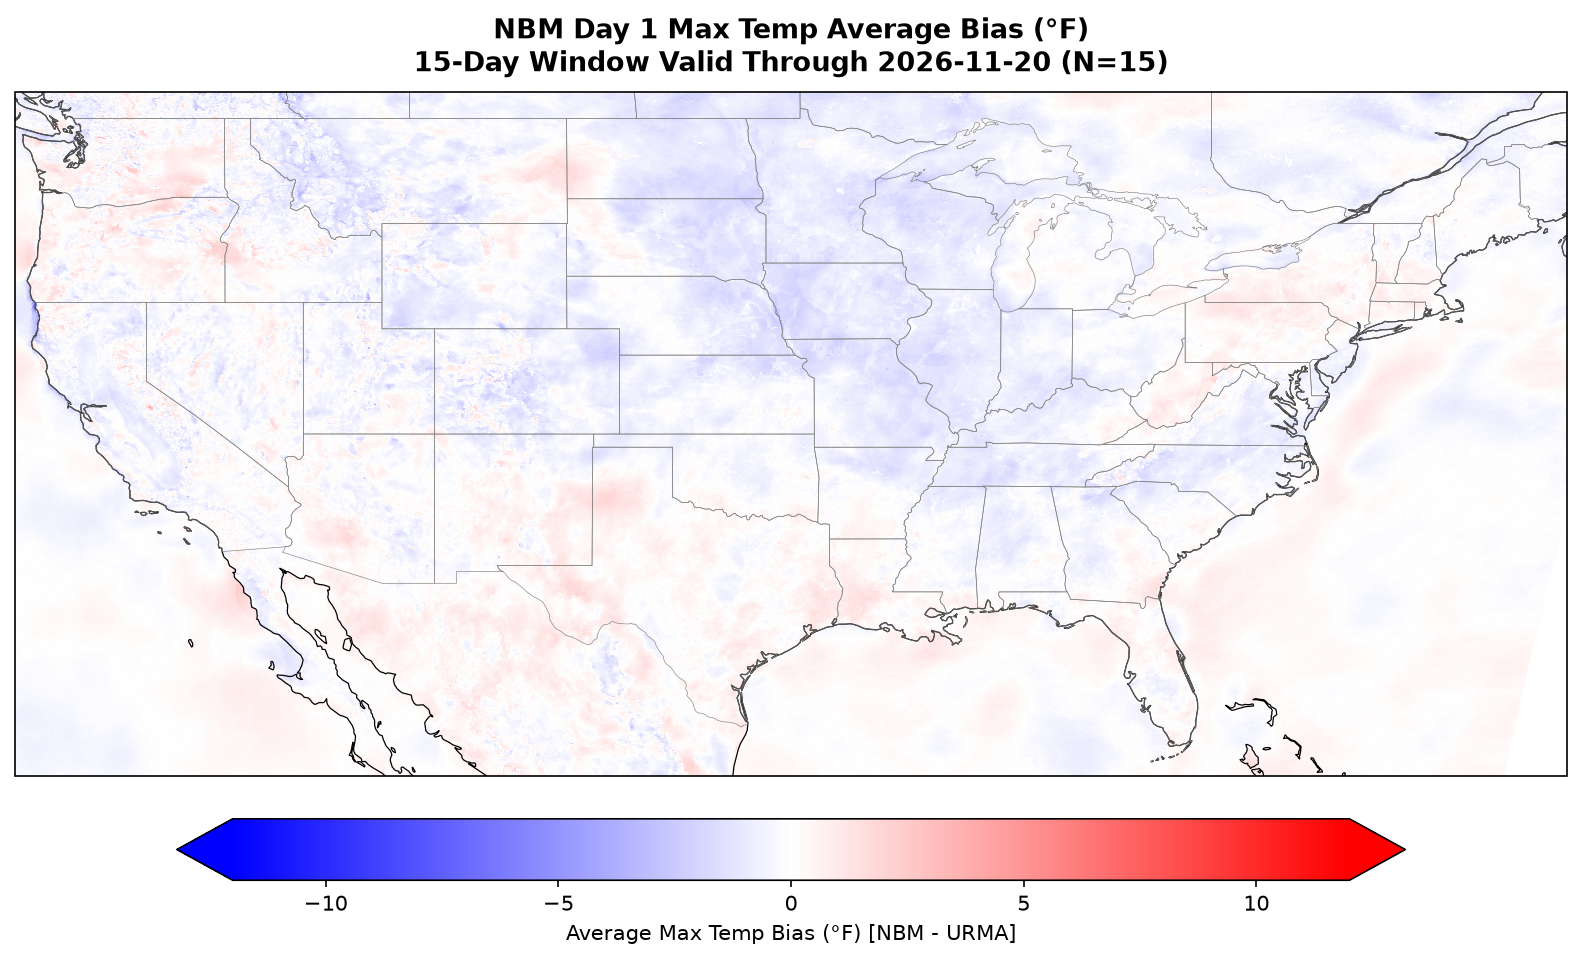 NBM Day 1 Max Temp Average Bias (°F)
15-Day Window Valid Through 2026-11-20 (N=15)
−10
−5
0
5
10
Average Max Temp Bias (°F) [NBM - URMA]